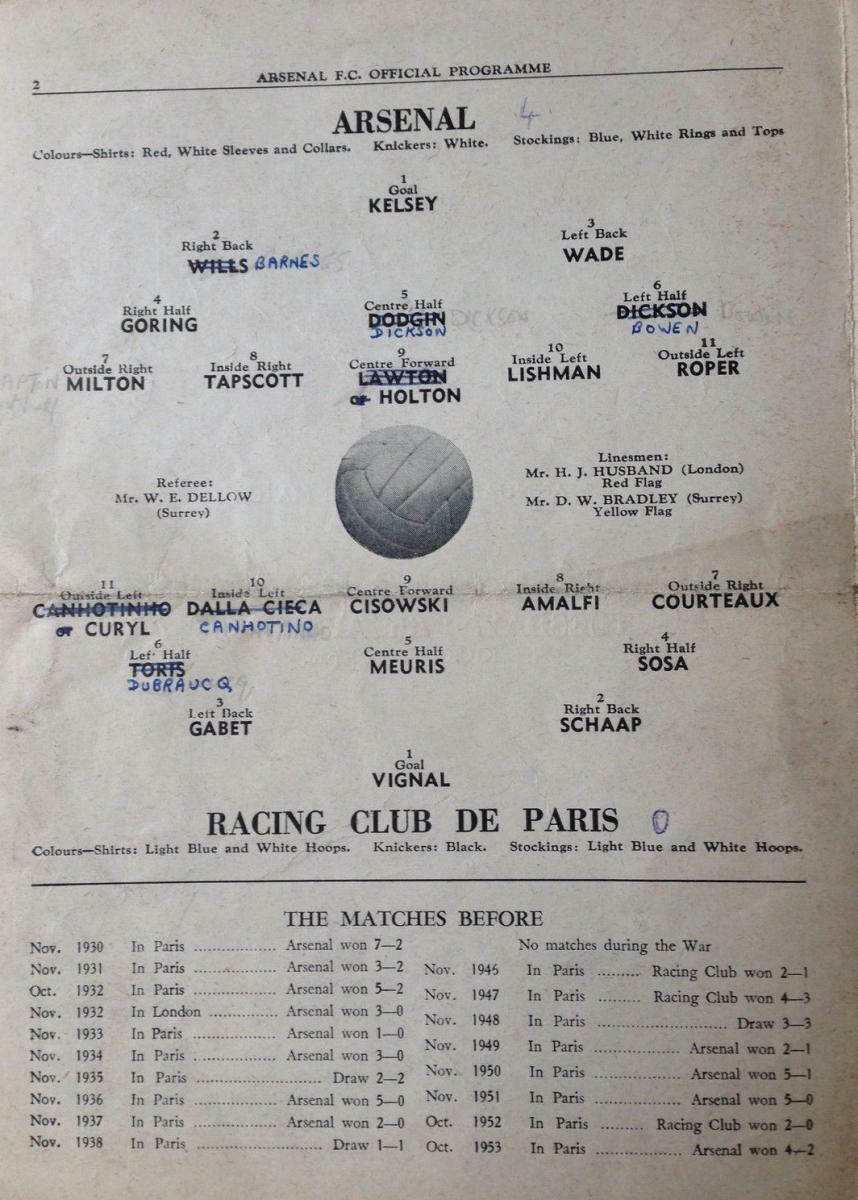 2
ARSENAL F.C. OFFICIAL PROGRAMME
ARSENAL 4
Colours—Shirts: Red, White Sleeves and Collars. Knickers: White. Stockings: Blue, White Rings and Tops
1
Goal
KELSEY
2
Right Back
WILLS BARNES
3
Left Back
WADE
4
Right Half
GORING
5
Centre Half
DODGIN
DICKSON
6
Left Half
DICKSON
BOWEN
7
Outside Right
MILTON
8
Inside Right
TAPSCOTT
9
Centre Forward
LAWTON
or HOLTON
10
Inside Left
LISHMAN
11
Outside Left
ROPER
Referee:
Mr. W. E. DELLOW
(Surrey)
Linesmen:
Mr. H. J. HUSBAND (London)
Red Flag
Mr. D. W. BRADLEY (Surrey)
Yellow Flag
11
Outside Left
CANHOTINHO
or CURYL
10
Inside Left
DALLA CIECA
CANHOTINO
9
Centre Forward
CISOWSKI
8
Inside Right
AMALFI
7
Outside Right
COURTEAUX
6
Left Half
TORTS
DUBRAUCQ
5
Centre Half
MEURIS
4
Right Half
SOSA
3
Left Back
GABET
2
Right Back
SCHAAP
1
Goal
VIGNAL
RACING CLUB DE PARIS 0
Colours—Shirts: Light Blue and White Hoops. Knickers: Black. Stockings: Light Blue and White Hoops.
THE MATCHES BEFORE
Nov. 1930 In Paris .................. Arsenal won 7—2
Nov. 1931 In Paris .................. Arsenal won 3—2
Oct. 1932 In Paris .................. Arsenal won 5—2
Nov. 1932 In London ............... Arsenal won 3—0
Nov. 1933 In Paris .................. Arsenal won 1—0
Nov. 1934 In Paris .................. Arsenal won 3—0
Nov. 1935 In Paris ........................... Draw 2—2
Nov. 1936 In Paris .................. Arsenal won 5—0
Nov. 1937 In Paris .................. Arsenal won 2—0
Nov. 1938 In Paris ........................... Draw 1—1
No matches during the War
Nov. 1946 In Paris ......... Racing Club won 2—1
Nov. 1947 In Paris ......... Racing Club won 4—3
Nov. 1948 In Paris ........................... Draw 3—3
Nov. 1949 In Paris .................. Arsenal won 2—1
Nov. 1950 In Paris .................. Arsenal won 5—1
Nov. 1951 In Paris .................. Arsenal won 5—0
Oct. 1952 In Paris ......... Racing Club won 2—0
Oct. 1953 In Paris .................. Arsenal won 4—2